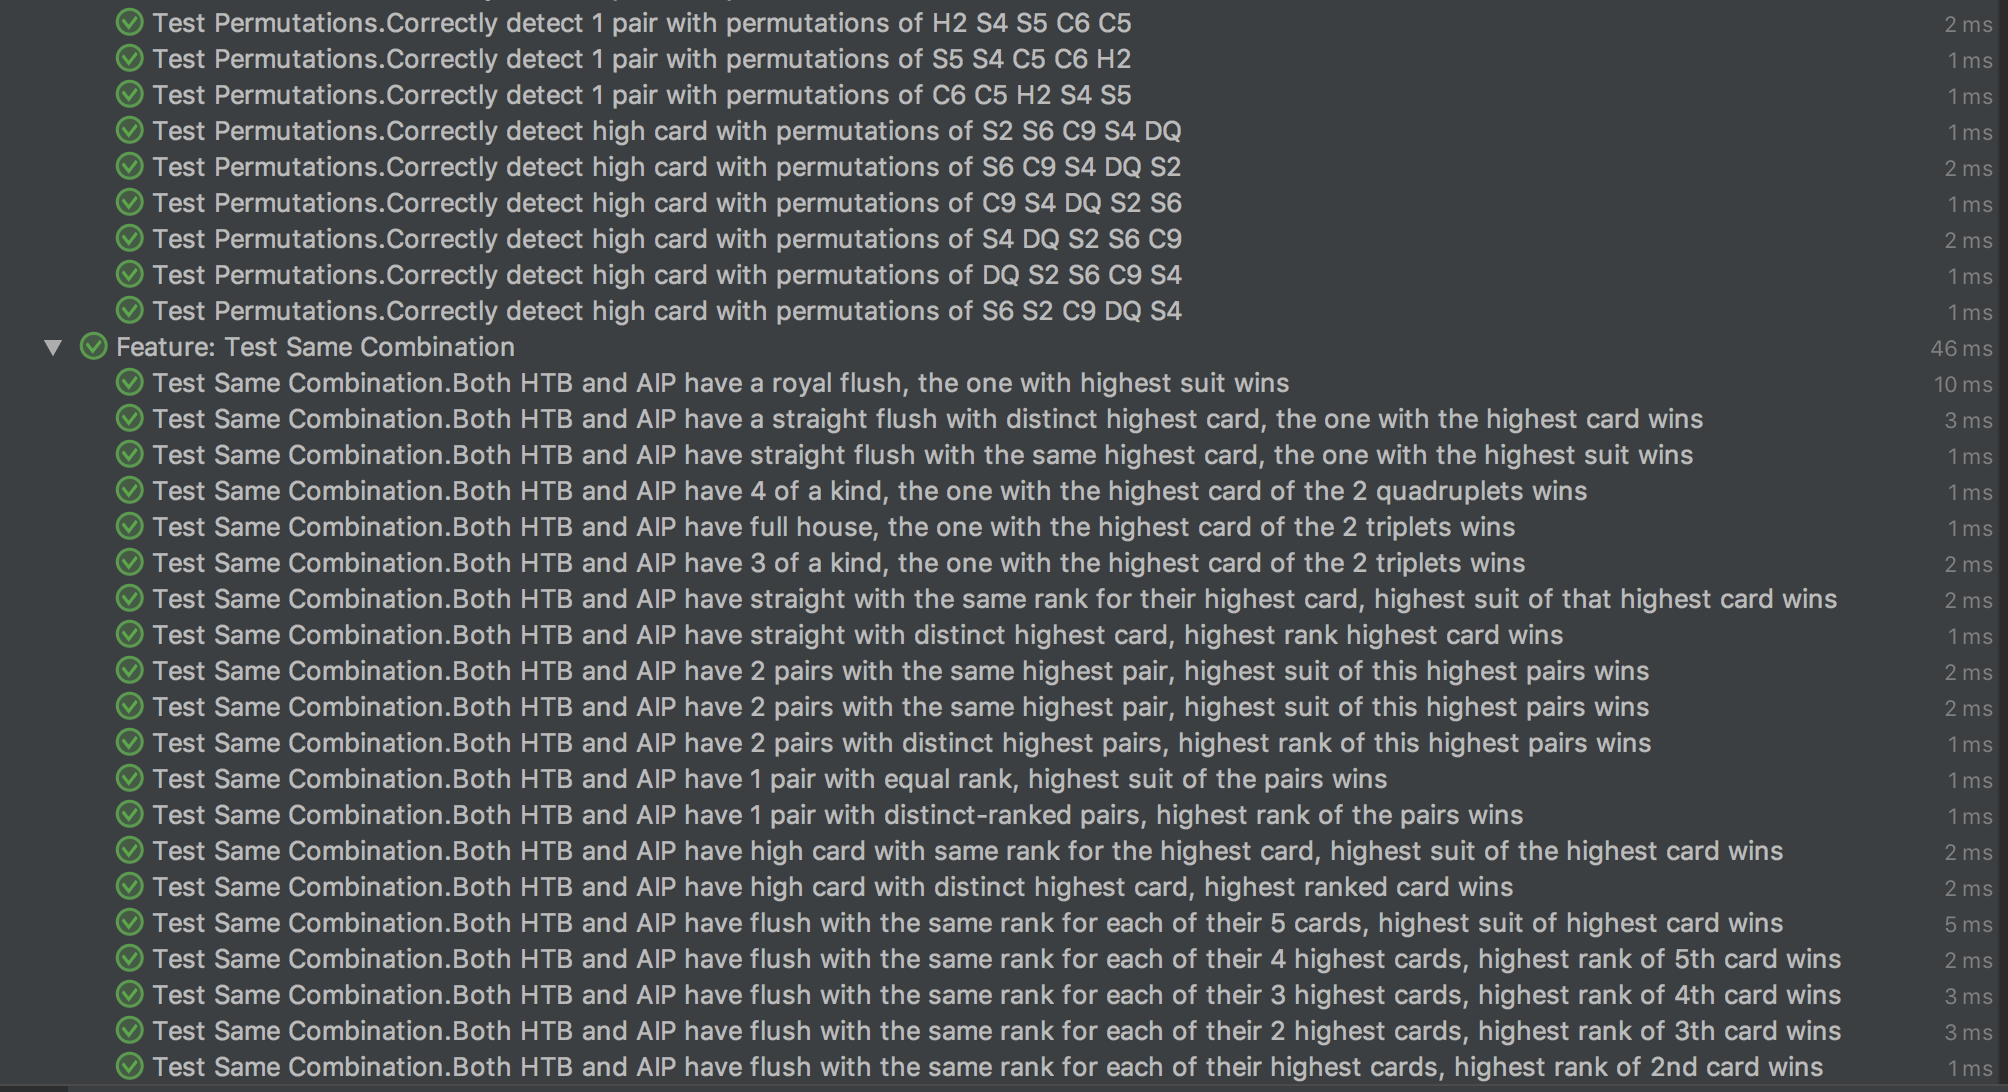 Test Permutations.Correctly detect 1 pair with permutations of H2 S4 S5 C6 C5 2 ms
Test Permutations.Correctly detect 1 pair with permutations of S5 S4 C5 C6 H2 1 ms
Test Permutations.Correctly detect 1 pair with permutations of C6 C5 H2 S4 S5 1 ms
Test Permutations.Correctly detect high card with permutations of S2 S6 C9 S4 DQ 1 ms
Test Permutations.Correctly detect high card with permutations of S6 C9 S4 DQ S2 2 ms
Test Permutations.Correctly detect high card with permutations of C9 S4 DQ S2 S6 1 ms
Test Permutations.Correctly detect high card with permutations of S4 DQ S2 S6 C9 2 ms
Test Permutations.Correctly detect high card with permutations of DQ S2 S6 C9 S4 1 ms
Test Permutations.Correctly detect high card with permutations of S6 S2 C9 DQ S4 1 ms
Feature: Test Same Combination 46 ms
Test Same Combination.Both HTB and AIP have a royal flush, the one with highest suit wins 10 ms
Test Same Combination.Both HTB and AIP have a straight flush with distinct highest card, the one with the highest card wins 3 ms
Test Same Combination.Both HTB and AIP have straight flush with the same highest card, the one with the highest suit wins 1 ms
Test Same Combination.Both HTB and AIP have 4 of a kind, the one with the highest card of the 2 quadruplets wins 1 ms
Test Same Combination.Both HTB and AIP have full house, the one with the highest card of the 2 triplets wins 1 ms
Test Same Combination.Both HTB and AIP have 3 of a kind, the one with the highest card of the 2 triplets wins 2 ms
Test Same Combination.Both HTB and AIP have straight with the same rank for their highest card, highest suit of that highest card wins 2 ms
Test Same Combination.Both HTB and AIP have straight with distinct highest card, highest rank highest card wins 1 ms
Test Same Combination.Both HTB and AIP have 2 pairs with the same highest pair, highest suit of this highest pairs wins 2 ms
Test Same Combination.Both HTB and AIP have 2 pairs with the same highest pair, highest suit of this highest pairs wins 2 ms
Test Same Combination.Both HTB and AIP have 2 pairs with distinct highest pairs, highest rank of this highest pairs wins 1 ms
Test Same Combination.Both HTB and AIP have 1 pair with equal rank, highest suit of the pairs wins 1 ms
Test Same Combination.Both HTB and AIP have 1 pair with distinct-ranked pairs, highest rank of the pairs wins 1 ms
Test Same Combination.Both HTB and AIP have high card with same rank for the highest card, highest suit of the highest card wins 2 ms
Test Same Combination.Both HTB and AIP have high card with distinct highest card, highest ranked card wins 2 ms
Test Same Combination.Both HTB and AIP have flush with the same rank for each of their 5 cards, highest suit of highest card wins 5 ms
Test Same Combination.Both HTB and AIP have flush with the same rank for each of their 4 highest cards, highest rank of 5th card wins 2 ms
Test Same Combination.Both HTB and AIP have flush with the same rank for each of their 3 highest cards, highest rank of 4th card wins 3 ms
Test Same Combination.Both HTB and AIP have flush with the same rank for each of their 2 highest cards, highest rank of 3th card wins 3 ms
Test Same Combination.Both HTB and AIP have flush with the same rank for each of their highest cards, highest rank of 2nd card wins 1 ms